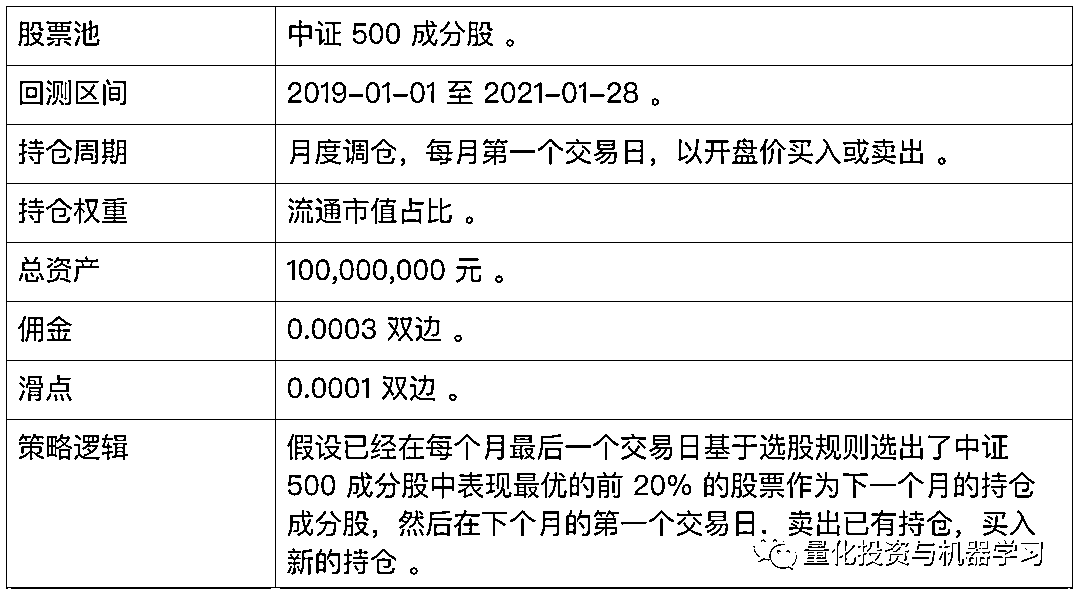 股票池
中证 500 成分股 。
回测区间
2019-01-01 至 2021-01-28 。
持仓周期
月度调仓，每月第一个交易日，以开盘价买入或卖出 。
持仓权重
流通市值占比 。
总资产
100,000,000 元 。
佣金
0.0003 双边 。
滑点
0.0001 双边 。
策略逻辑
假设已经在每个月最后一个交易日基于选股规则选出了中证
500 成分股中表现最优的前 20% 的股票作为下一个月的持仓
成分股，然后在下个月的第一个交易日．卖出已有持仓，买入
新的持仓 。
量化投资与机器学习